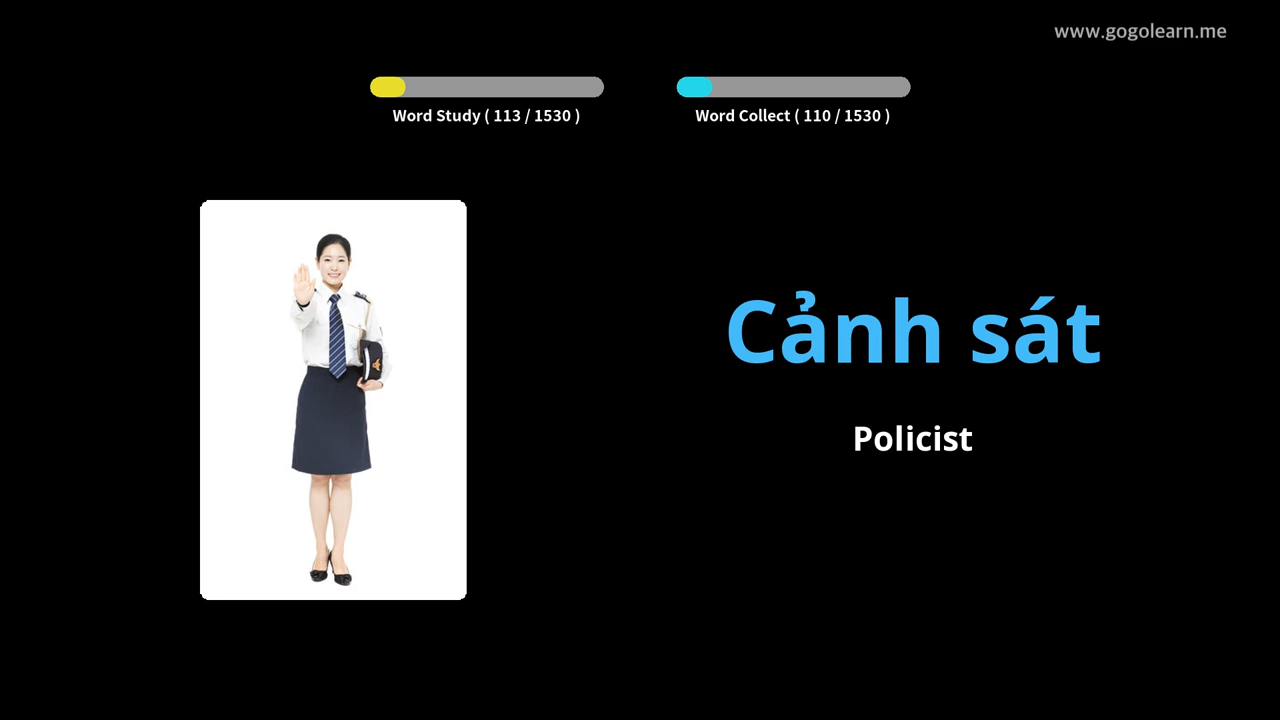 www.gogolearn.me
Word Study ( 113 / 1530 )
Word Collect ( 110 / 1530 )
Cảnh sát
Policist